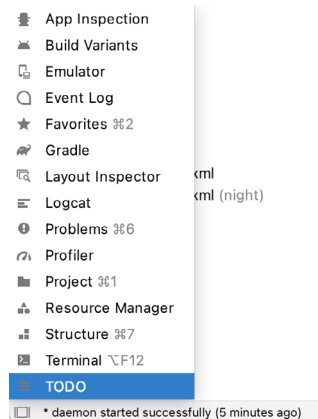 App Inspection
Build Variants
Emulator
Event Log
Favorites ⌘2
Gradle
Layout Inspector
xml
Logcat
xml (night)
Problems ⌘6
Profiler
Project ⌘1
Resource Manager
Structure ⌘7
Terminal ⌥F12
TODO
* daemon started successfully (5 minutes ago)